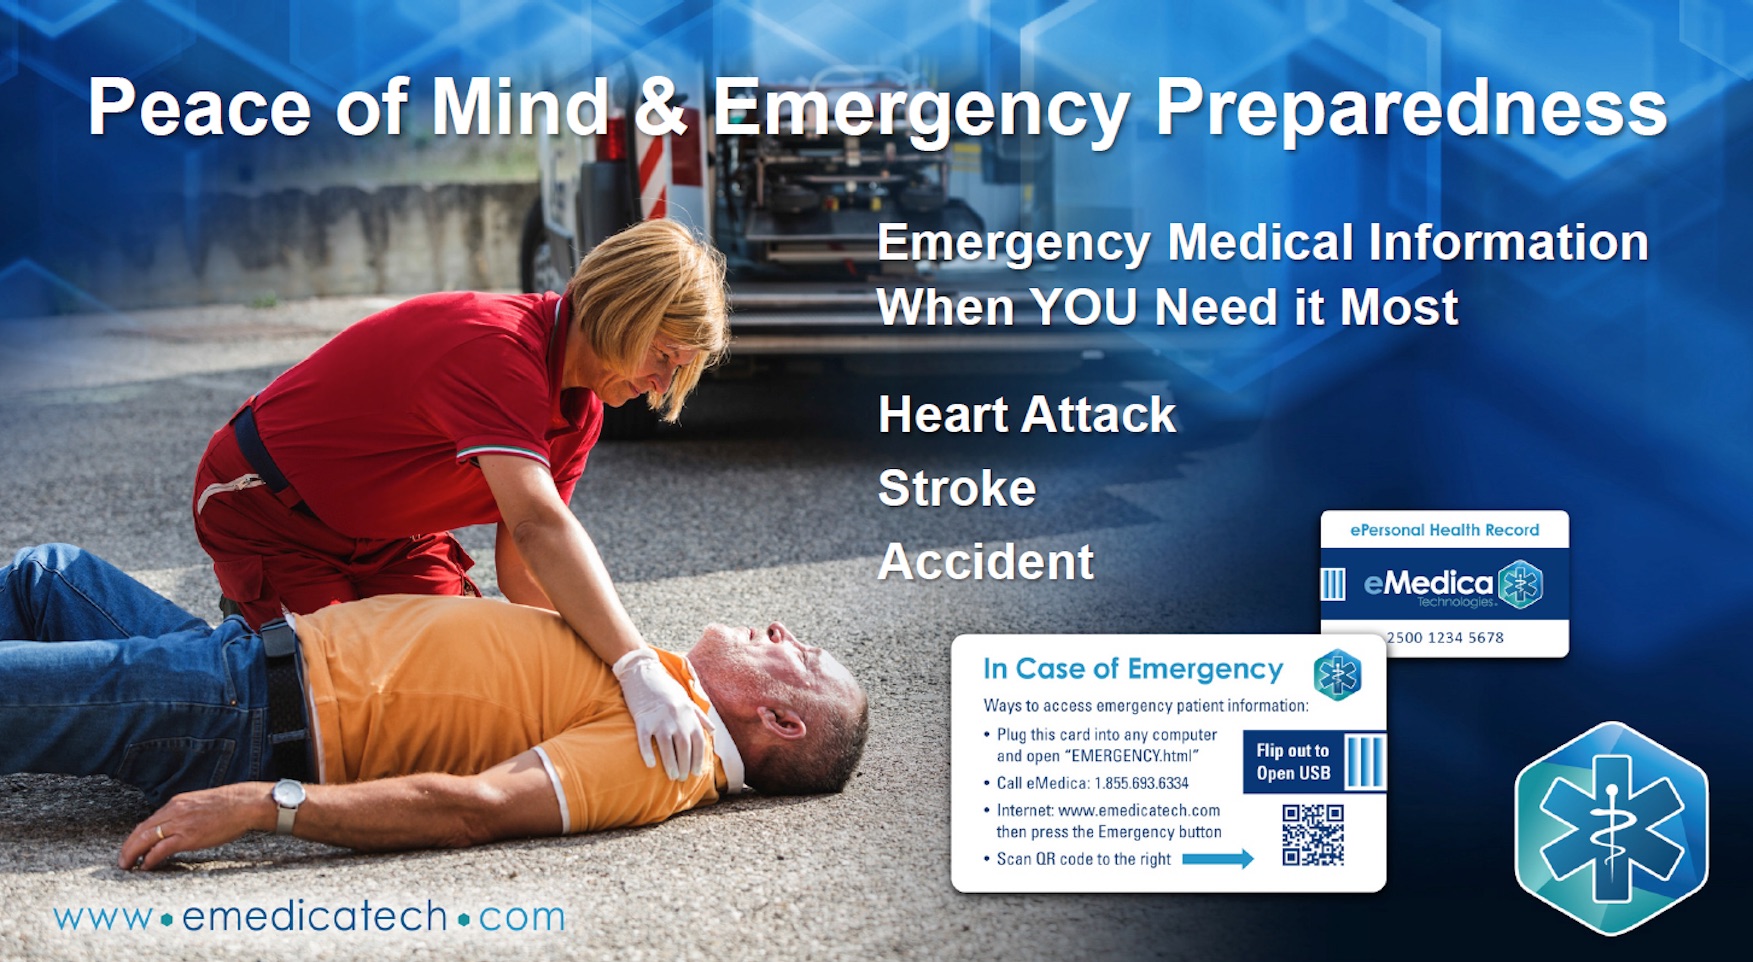 Peace of Mind & Emergency Preparedness
Emergency Medical Information
When YOU Need it Most
Heart Attack
Stroke
Accident
ePersonal Health Record
eMedica
Technologies
2500 1234 5678
In Case of Emergency
Ways to access emergency patient information:
• Plug this card into any computer
and open “EMERGENCY.html”
• Call eMedica: 1.855.693.6334
• Internet: www.emedicatech.com
then press the Emergency button
• Scan QR code to the right
Flip out to
Open USB
www•emedicatech•com